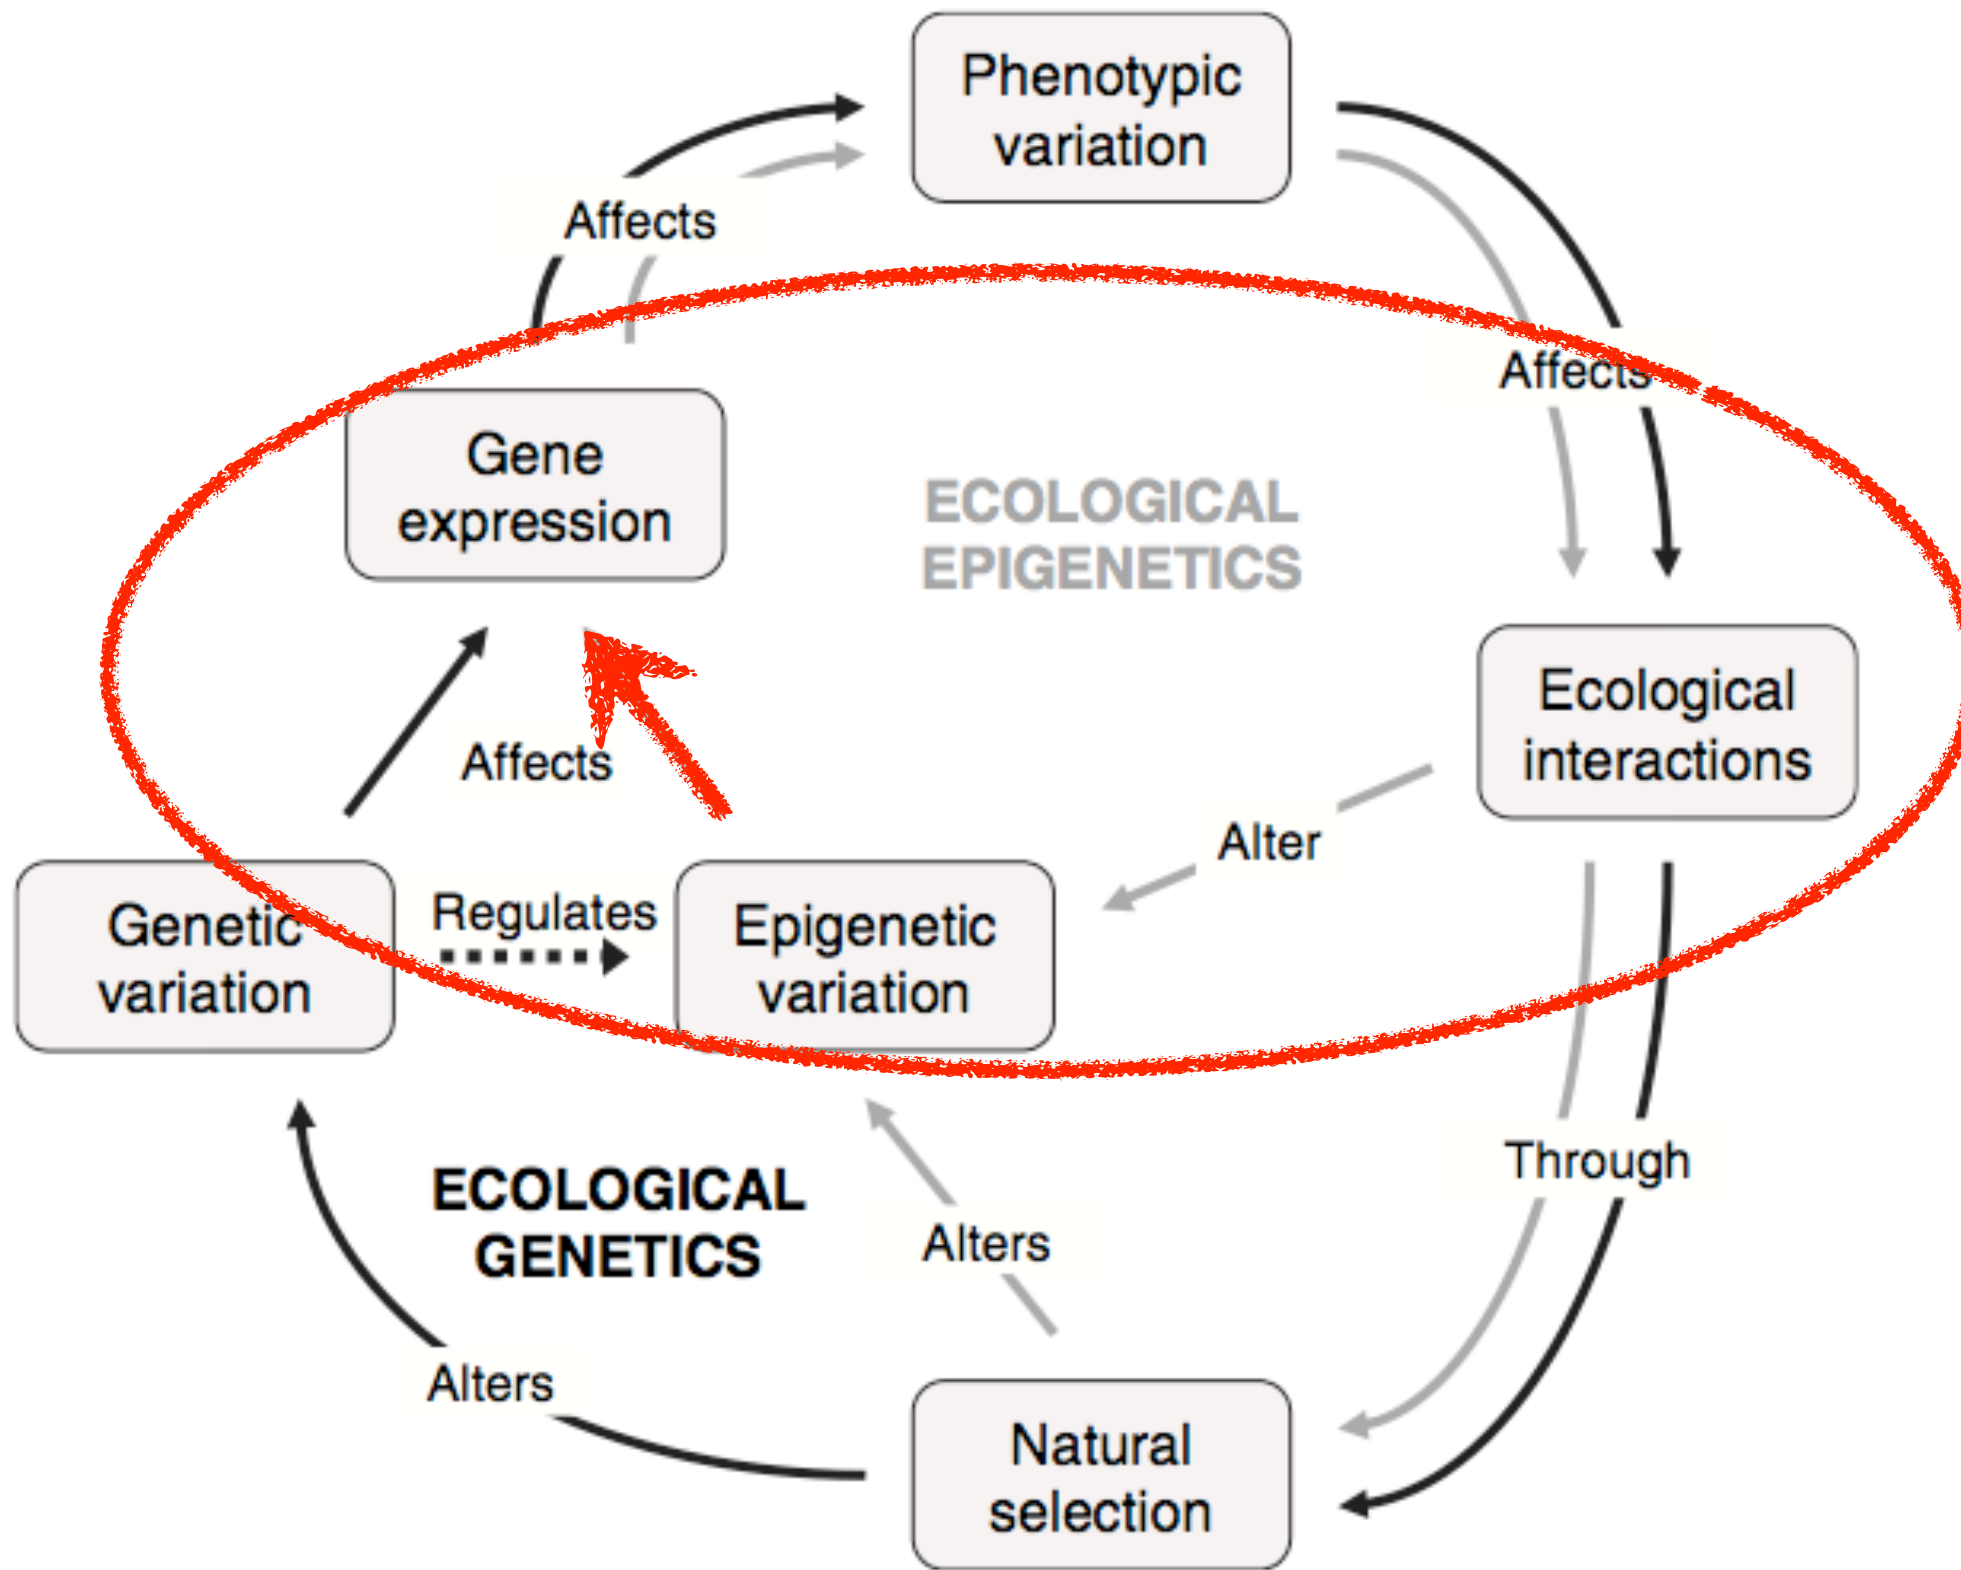 Phenotypic
variation
Affects
Affects
Gene
expression
ECOLOGICAL
EPIGENETICS
Ecological
interactions
Affects
Alter
Genetic
variation
Regulates
Epigenetic
variation
Through
ECOLOGICAL
GENETICS
Alters
Alters
Natural
selection